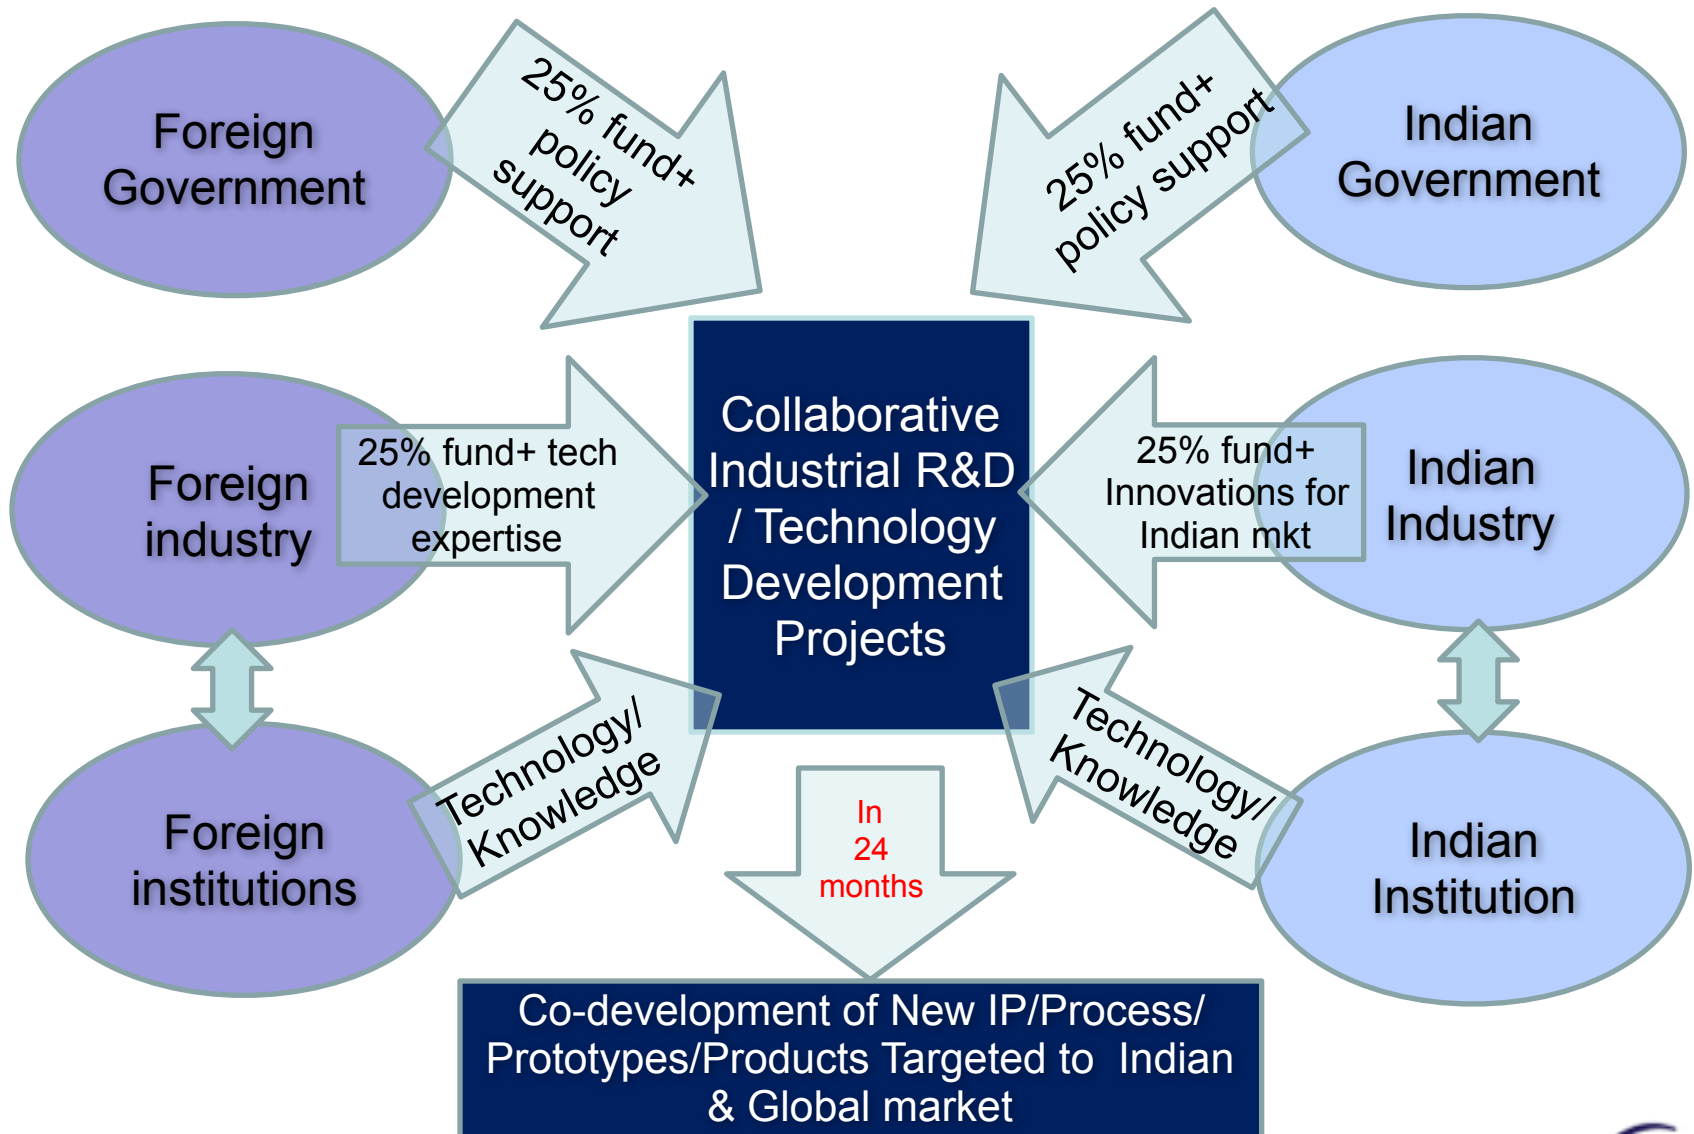 Foreign
Government
25% fund+
policy
support
25% fund+
policy support
Indian
Government
Foreign
industry
25% fund+ tech
development
expertise
Collaborative
Industrial R&D
/ Technology
Development
Projects
25% fund+
Innovations for
Indian mkt
Indian
Industry
Foreign
institutions
Technology/
Knowledge
In
24
months
Technology/
Knowledge
Indian
Institution
Co-development of New IP/Process/
Prototypes/Products Targeted to Indian
& Global market